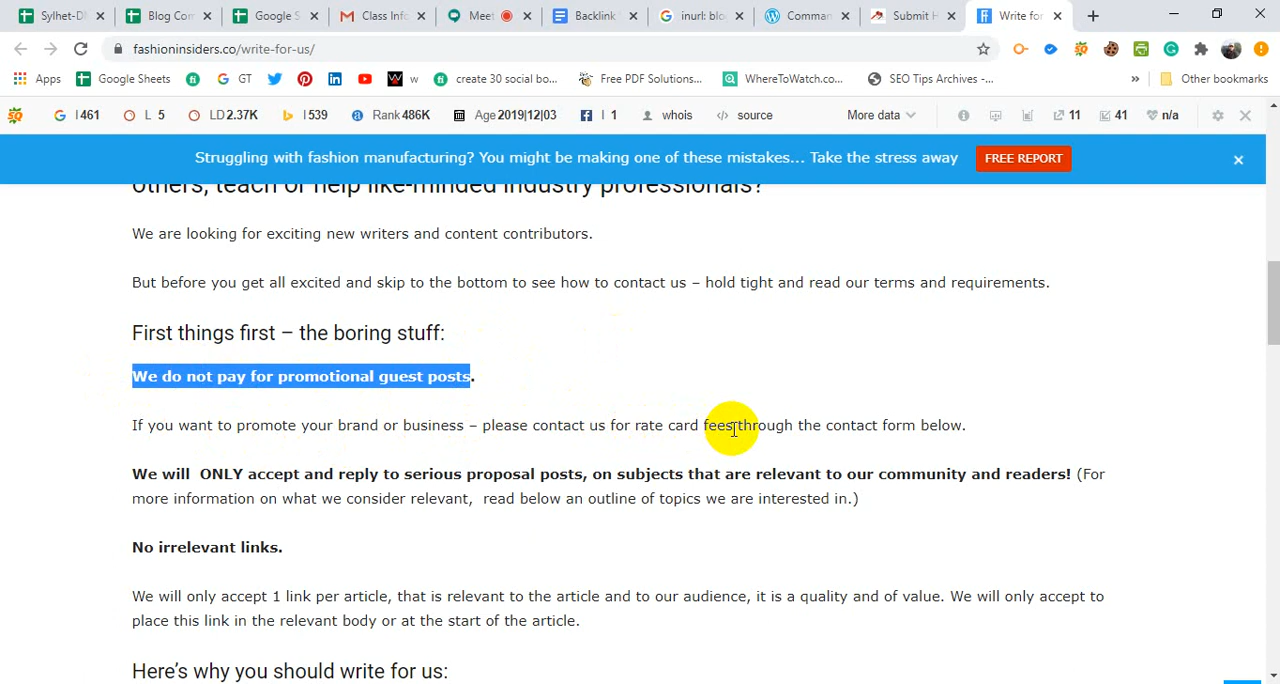 Sylhet-D
Blog Con
Google S
Class Info
Meet
Backlink
inurl: blo
Comman
Submit H
Write for
fashioninsiders.co/write-for-us/
Apps
Google Sheets
GT
w
create 30 social bo...
Free PDF Solutions...
WhereToWatch.co...
SEO Tips Archives -...
»
Other bookmarks
I 461
L 5
LD 2.37K
I 539
Rank 486K
Age 2019|12|03
I 1
whois
source
More data
11
41
n/a
Struggling with fashion manufacturing? You might be making one of these mistakes... Take the stress away
FREE REPORT
others, teach or help like-minded industry professionals?
We are looking for exciting new writers and content contributors.
But before you get all excited and skip to the bottom to see how to contact us – hold tight and read our terms and requirements.
First things first – the boring stuff:
We do not pay for promotional guest posts.
If you want to promote your brand or business – please contact us for rate card fees through the contact form below.
We will ONLY accept and reply to serious proposal posts, on subjects that are relevant to our community and readers! (For
more information on what we consider relevant, read below an outline of topics we are interested in.)
No irrelevant links.
We will only accept 1 link per article, that is relevant to the article and to our audience, it is a quality and of value. We will only accept to
place this link in the relevant body or at the start of the article.
Here's why you should write for us: